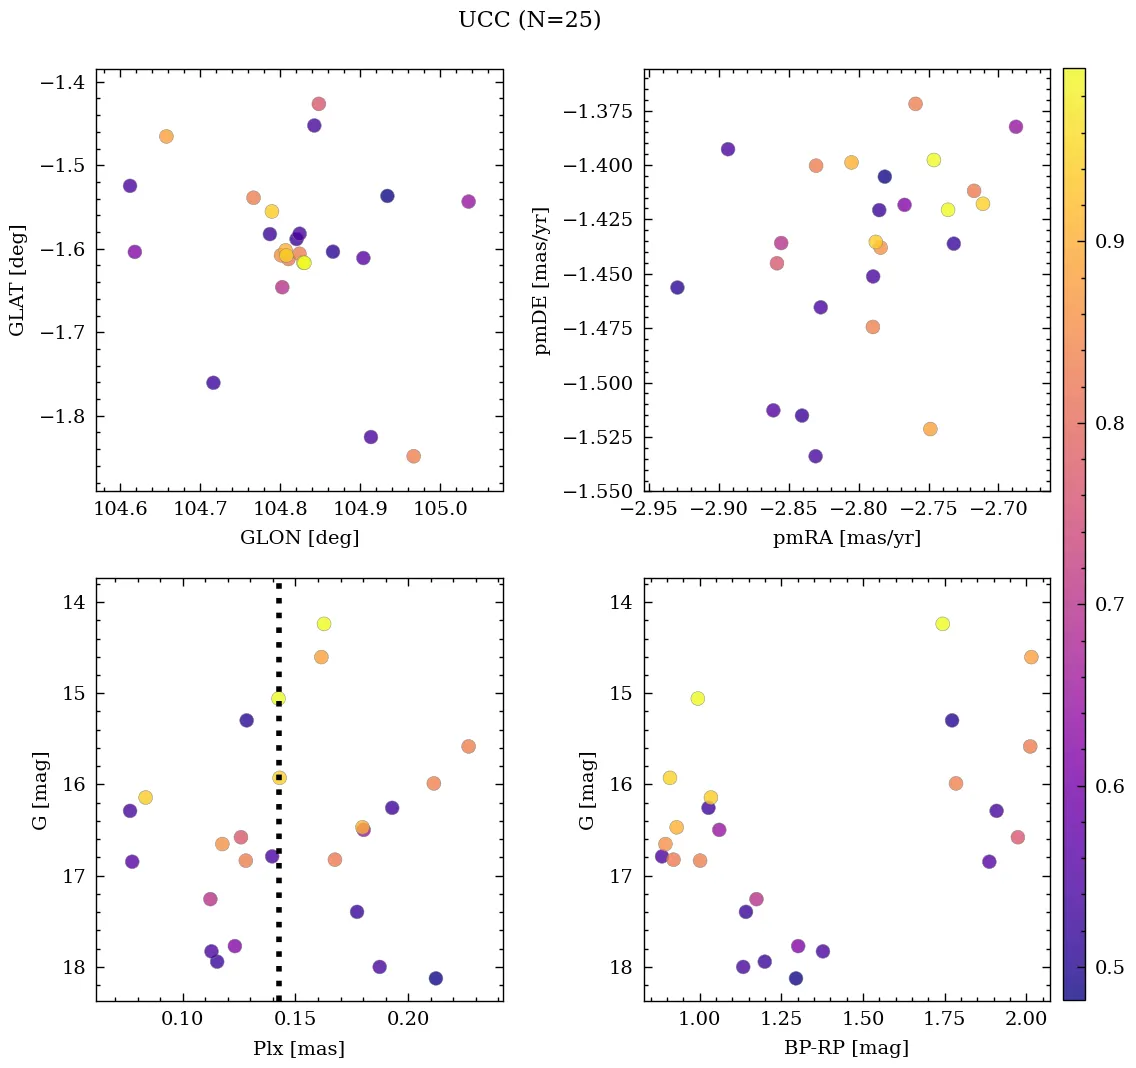 UCC (N=25)
−1.4
−1.5
−1.6
−1.7
−1.8
GLAT [deg]
104.6 104.7 104.8 104.9 105.0
GLON [deg]
−1.375
−1.400
−1.425
−1.450
−1.475
−1.500
−1.525
−1.550
pmDE [mas/yr]
−2.95 −2.90 −2.85 −2.80 −2.75 −2.70
pmRA [mas/yr]
14
15
16
17
18
G [mag]
0.10 0.15 0.20
Plx [mas]
14
15
16
17
18
G [mag]
1.00 1.25 1.50 1.75 2.00
BP-RP [mag]
0.9
0.8
0.7
0.6
0.5